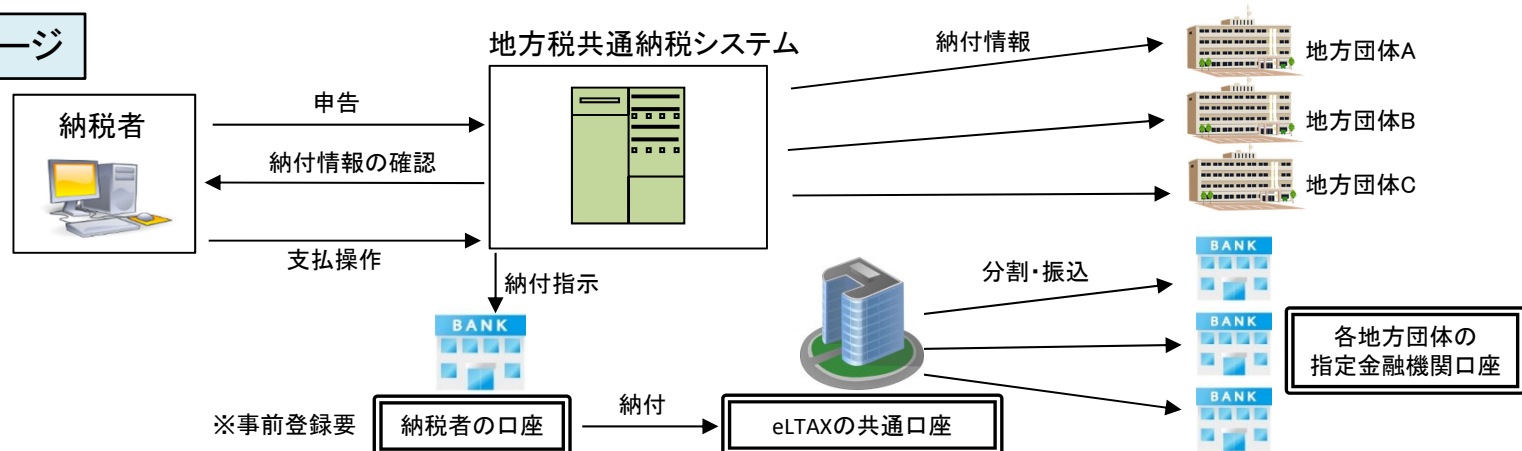 ージ
地方税共通納税システム
納付情報
地方団体A
納税者
申告
地方団体B
納付情報の確認
地方団体C
支払操作
納付指示
分割・振込
BANK
BANK
BANK
各地方団体の
指定金融機関口座
BANK
※事前登録要
納税者の口座
納付
eLTAXの共通口座